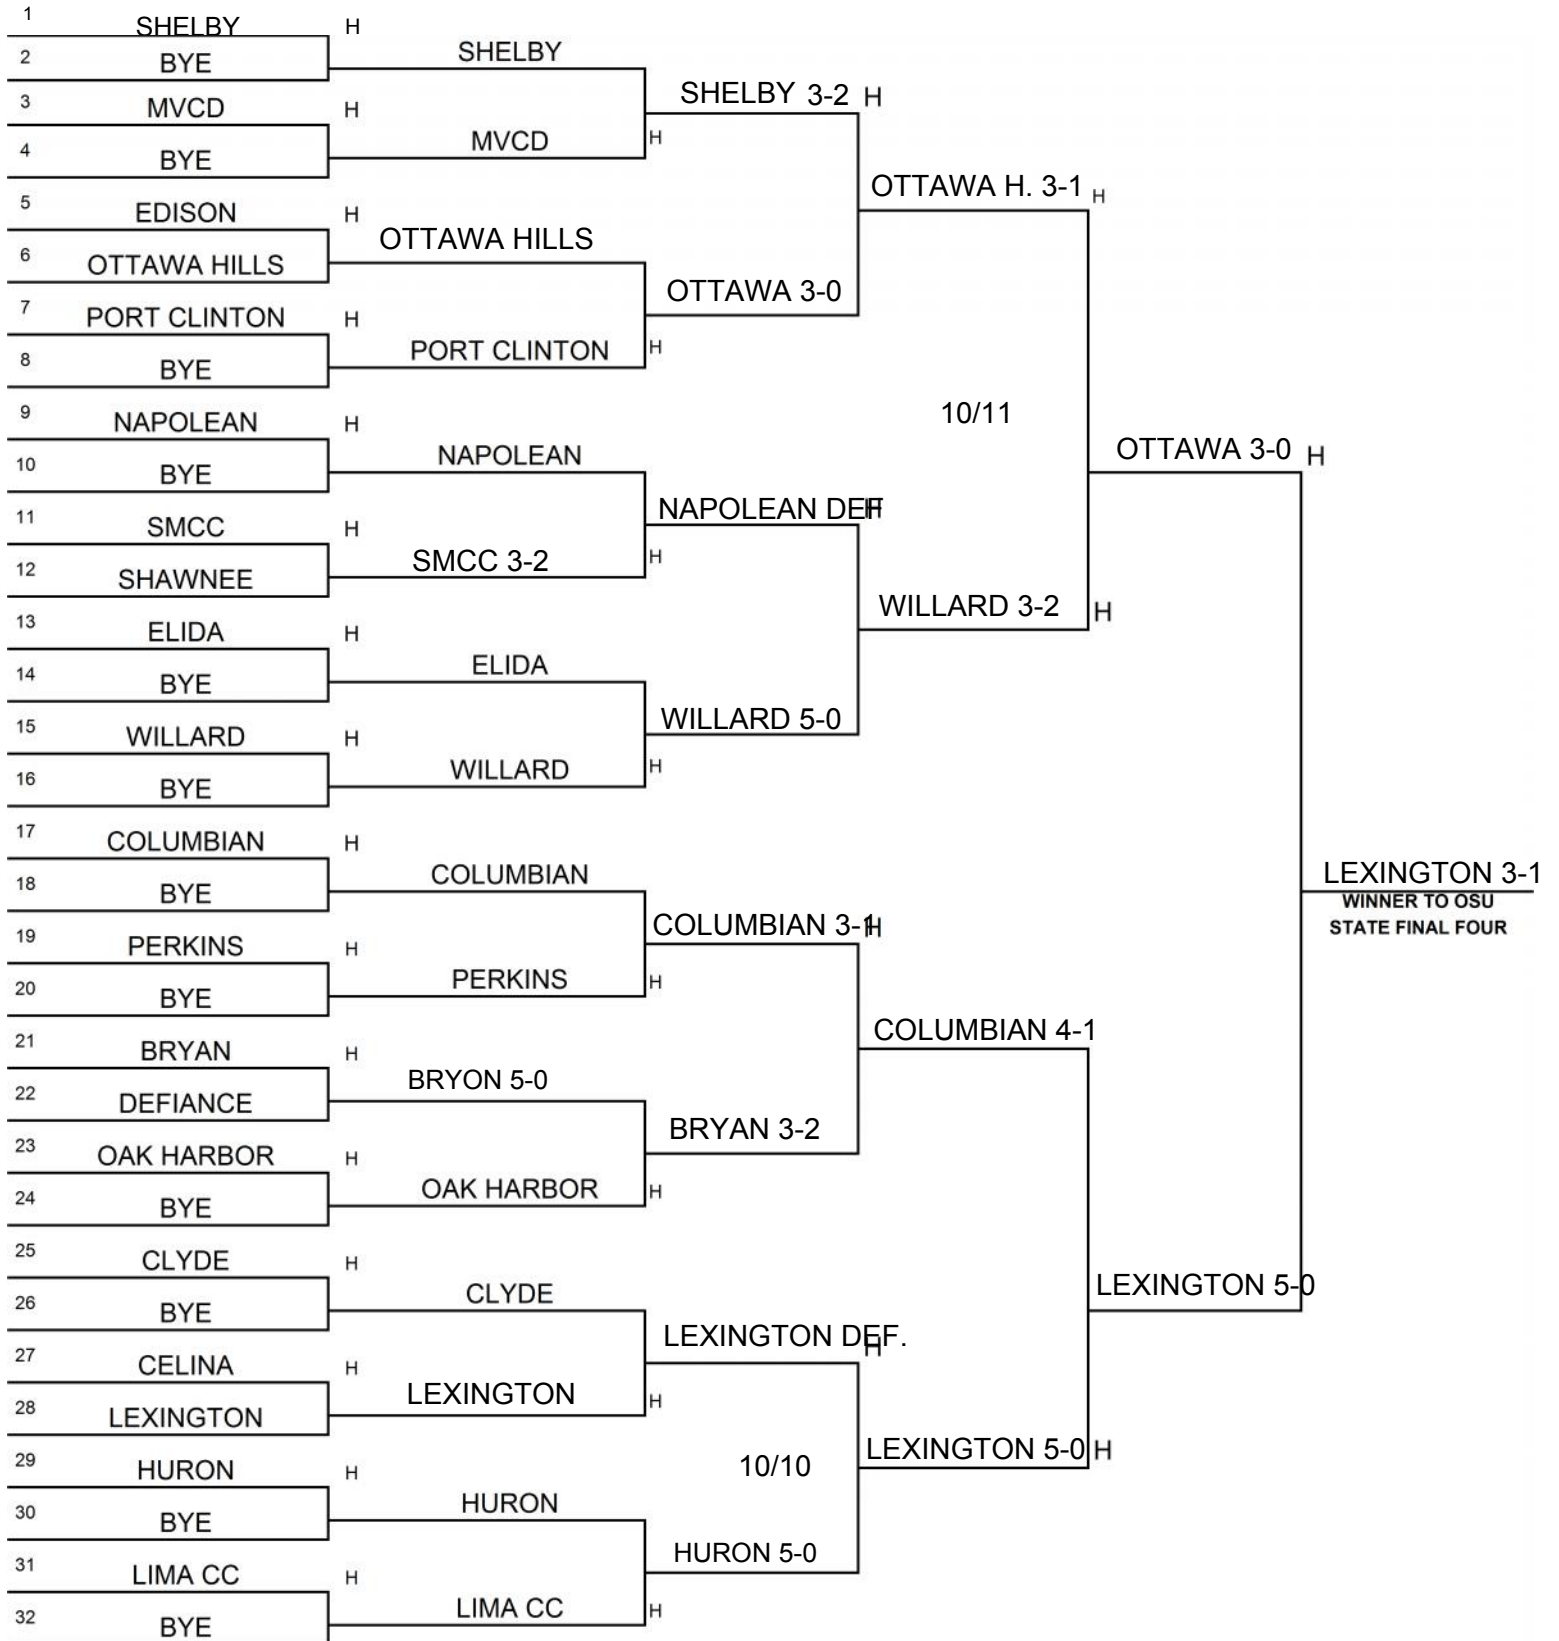 1 SHELBY H
2 BYE SHELBY
SHELBY 3-2 H
3 MVCD H
4 BYE MVCD H
OTTAWA H. 3-1 H
5 EDISON H
6 OTTAWA HILLS OTTAWA HILLS
OTTAWA 3-0
7 PORT CLINTON H
8 BYE PORT CLINTON H
9 NAPOLEAN H 10/11
10 BYE NAPOLEAN OTTAWA 3-0 H
NAPOLEAN DEF H
11 SMCC H
12 SHAWNEE SMCC 3-2 H
WILLARD 3-2 H
13 ELIDA H
14 BYE ELIDA
WILLARD 5-0
15 WILLARD H
16 BYE WILLARD H
17 COLUMBIAN H
18 BYE COLUMBIAN LEXINGTON 3-1
WINNER TO OSU
STATE FINAL FOUR
COLUMBIAN 3-1 H
19 PERKINS H
20 BYE PERKINS H
COLUMBIAN 4-1
21 BRYAN H
22 DEFIANCE BRYON 5-0
BRYAN 3-2
23 OAK HARBOR H
24 BYE OAK HARBOR H
25 CLYDE H
26 BYE CLYDE LEXINGTON 5-0
LEXINGTON DEF. H
27 CELINA H
28 LEXINGTON LEXINGTON H
29 HURON H 10/10 LEXINGTON 5-0 H
30 BYE HURON
HURON 5-0
31 LIMA CC H
32 BYE LIMA CC H